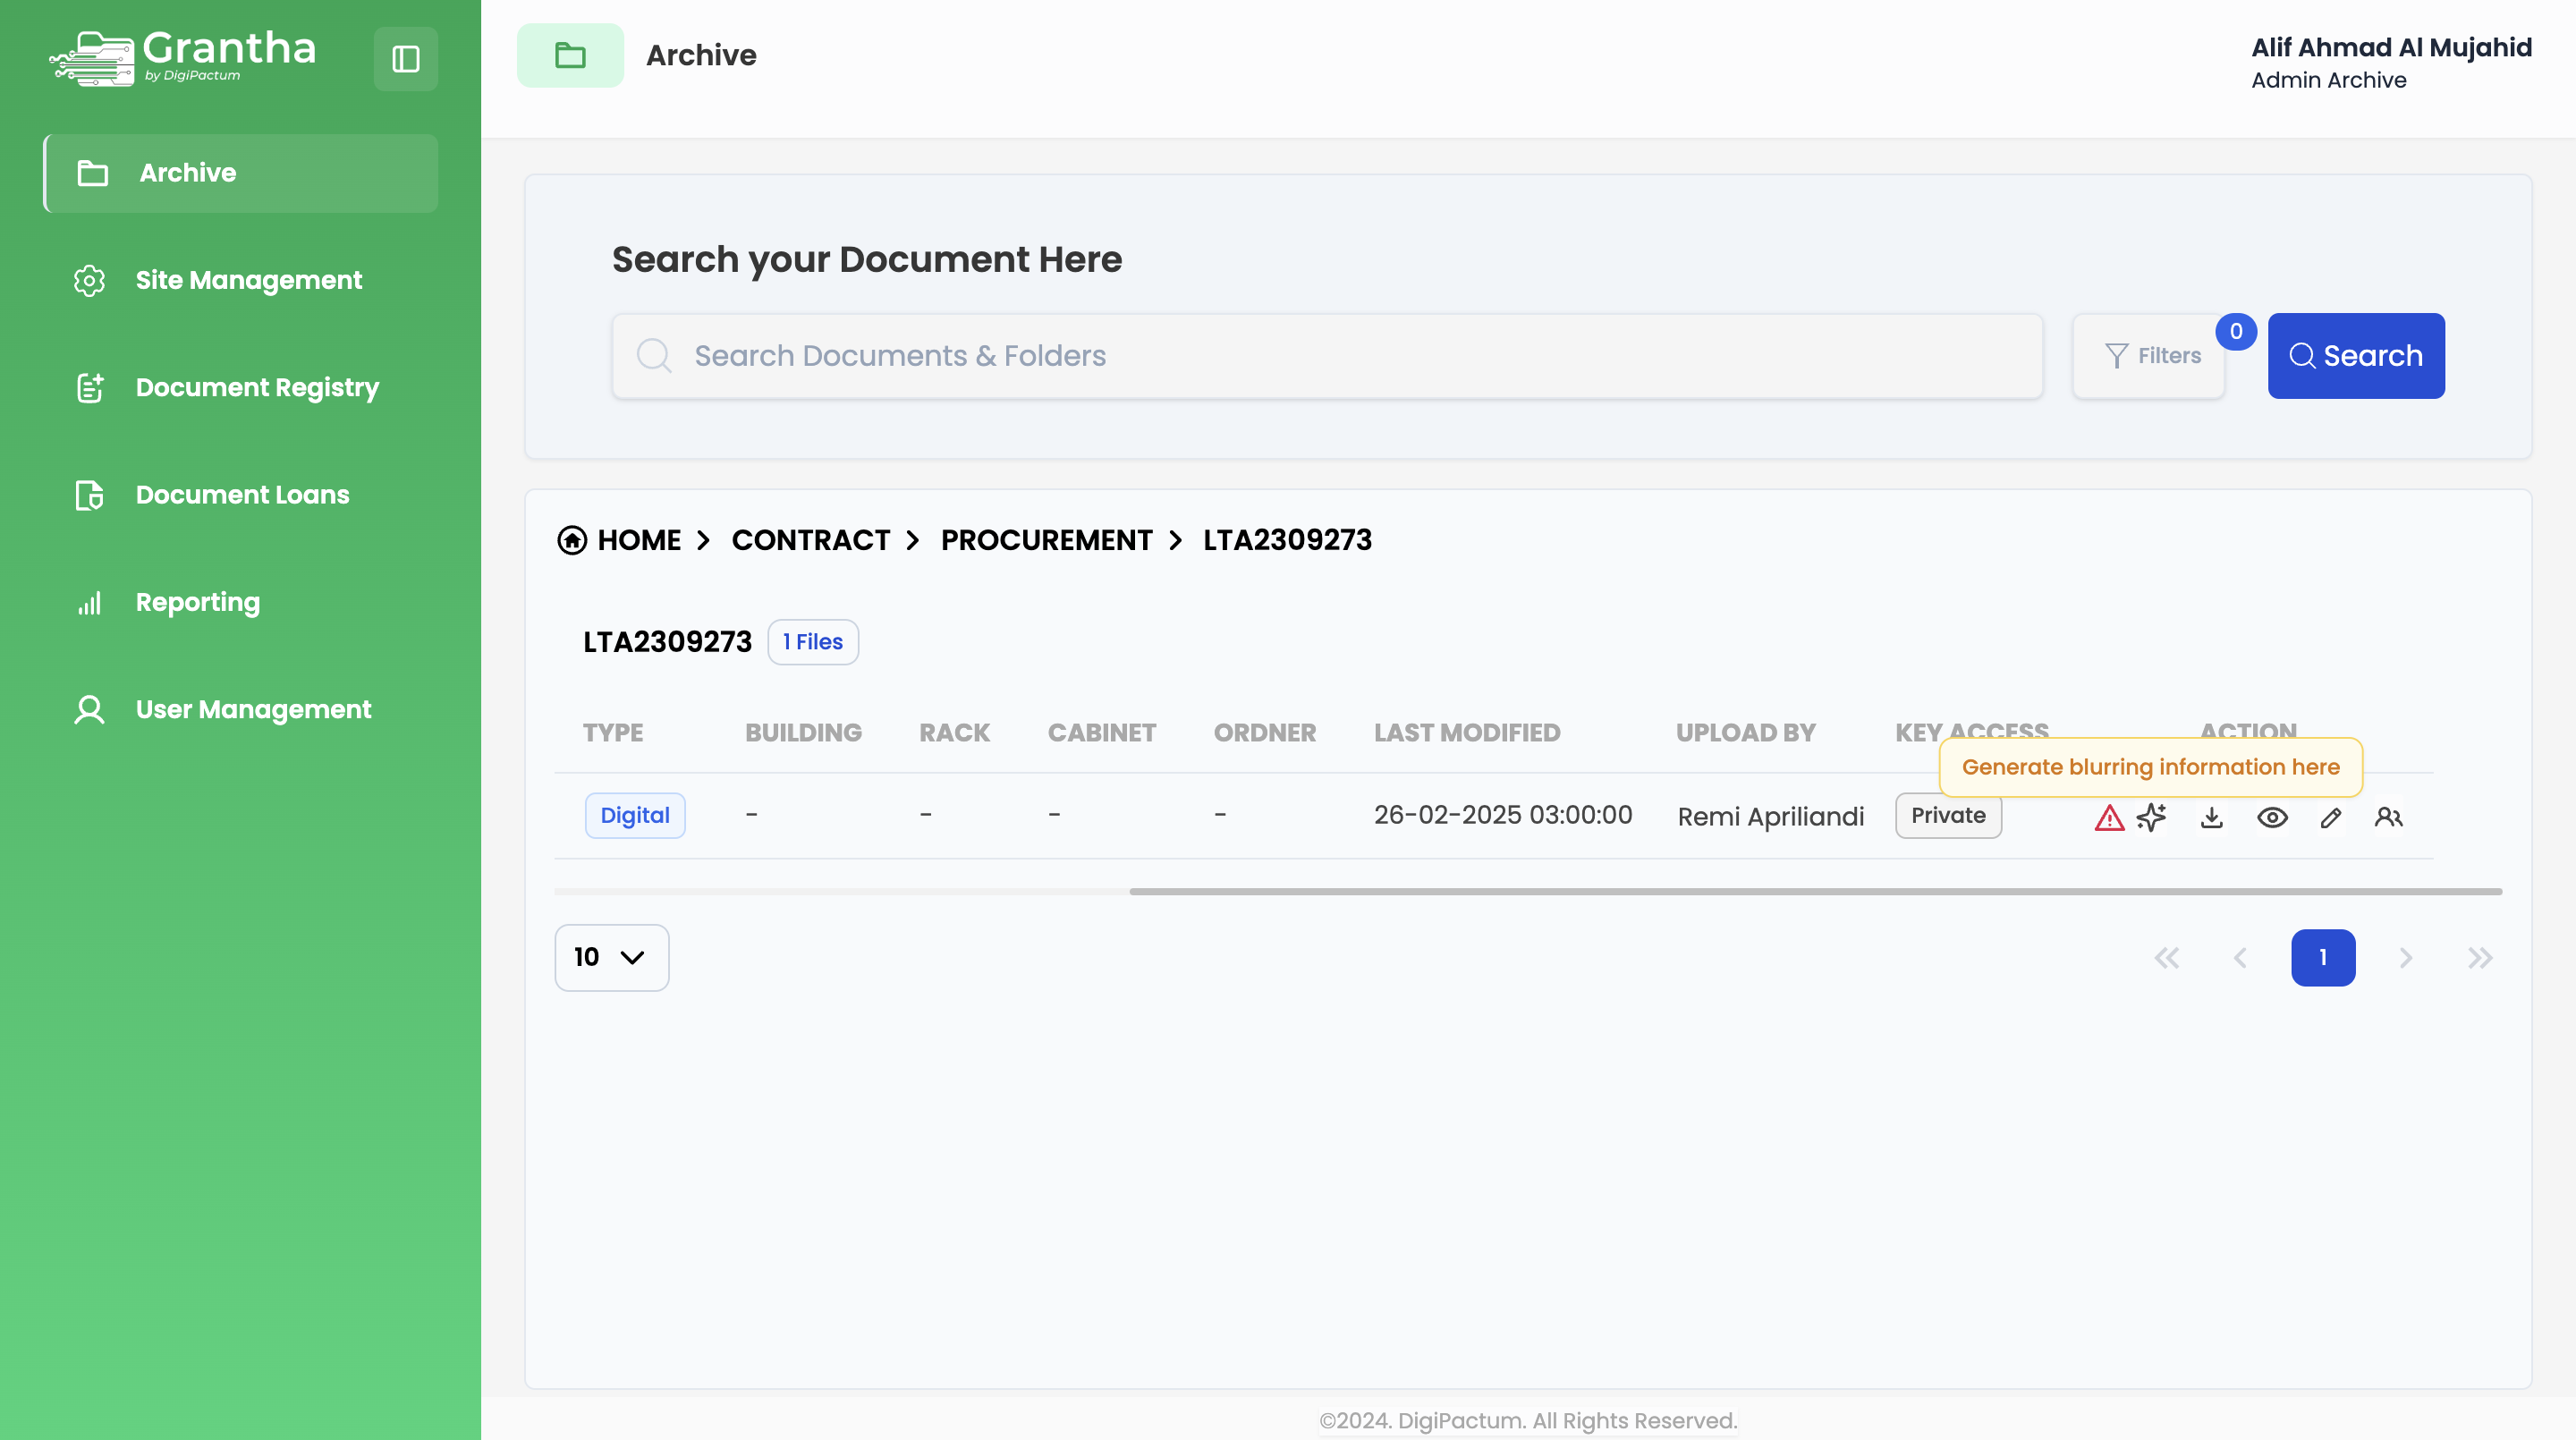 Grantha
by DigiPactum
Archive
Site Management
Document Registry
Document Loans
Reporting
User Management
Archive
Alif Ahmad Al Mujahid
Admin Archive
Search your Document Here
Search Documents & Folders
Filters
0
Search
HOME > CONTRACT > PROCUREMENT > LTA2309273
LTA2309273 1 Files
TYPE BUILDING RACK CABINET ORDNER LAST MODIFIED UPLOAD BY KEY ACCESS ACTION
Generate blurring information here
Digital - - - - 26-02-2025 03:00:00 Remi Apriliandi Private
10
1
©2024. DigiPactum. All Rights Reserved.